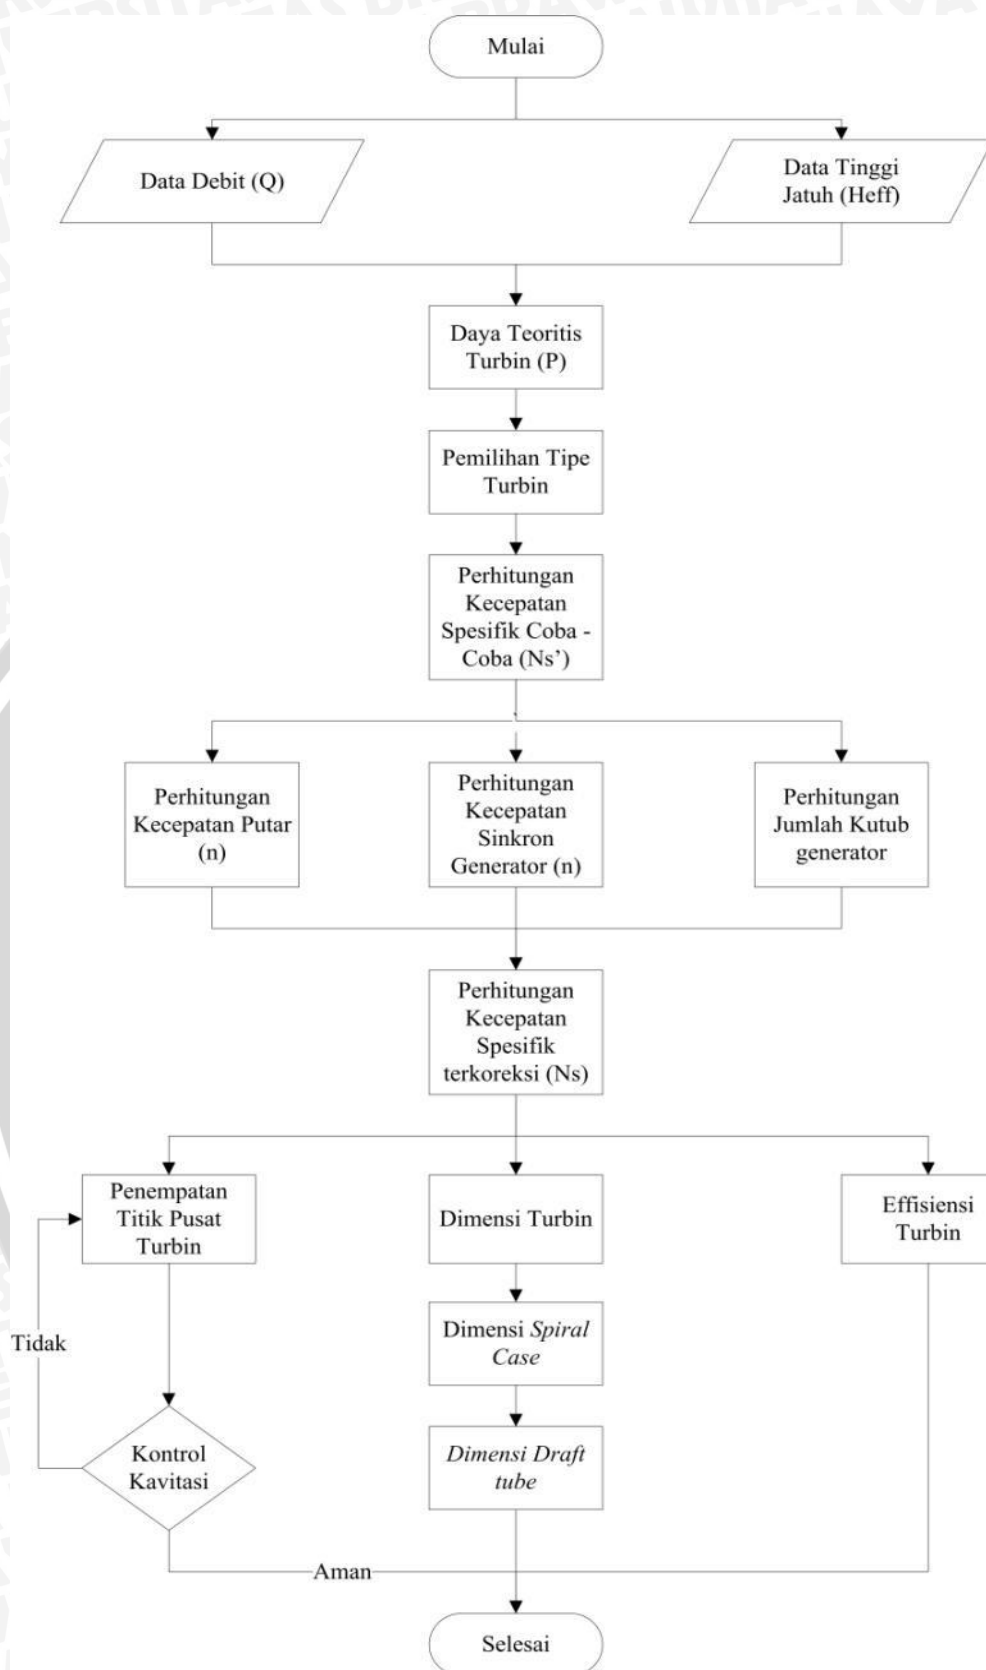 Mulai
Data Debit (Q)
Data Tinggi
Jatuh (Heff)
Daya Teoritis
Turbin (P)
Pemilihan Tipe
Turbin
Perhitungan
Kecepatan
Spesifik Coba -
Coba (Ns’)
Perhitungan
Kecepatan Putar
(n)
Perhitungan
Kecepatan
Sinkron
Generator (n)
Perhitungan
Jumlah Kutub
generator
Perhitungan
Kecepatan
Spesifik
terkoreksi (Ns)
Penempatan
Titik Pusat
Turbin
Dimensi Turbin
Effisiensi
Turbin
Tidak
Dimensi Spiral
Case
Kontrol
Kavitasi
Dimensi Draft
tube
Aman
Selesai